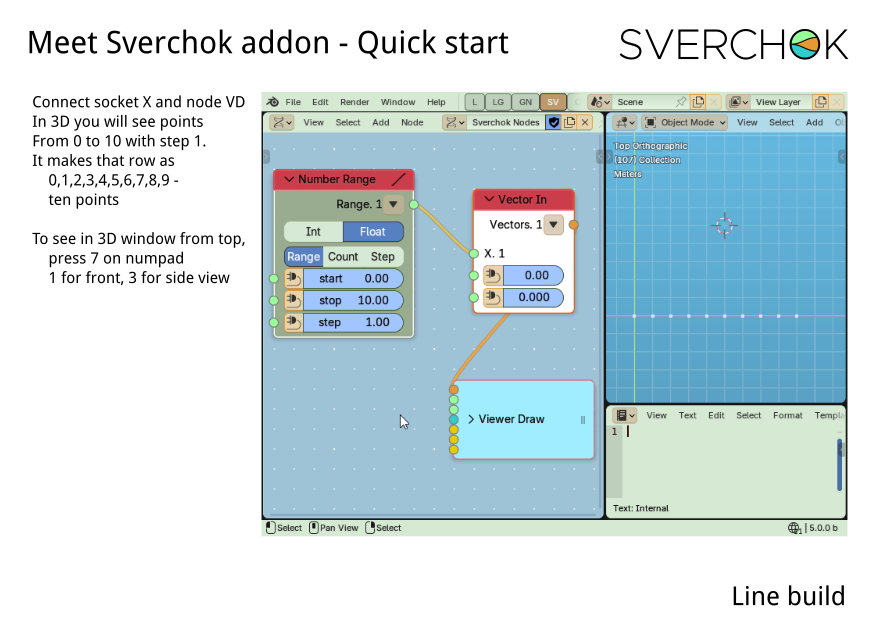 Meet Sverchok addon - Quick start
SVERCHOK
Connect socket X and node VD
In 3D you will see points
From 0 to 10 with step 1.
It makes that row as
0,1,2,3,4,5,6,7,8,9 -
ten points
To see in 3D window from top,
press 7 on numpad
1 for front, 3 for side view
File Edit Render Window Help L LG GN SV Scene View Layer
View Select Add Node Sverchok Nodes Object Mode View Select Add
Top Orthographic
(107) Collection
Meters
Number Range
Range. 1
Int Float
Range Count Step
start 0.00
stop 10.00
step 1.00
Vector In
Vectors. 1
X. 1
0.00
0.000
Viewer Draw
View Text Edit Select Format Templa
1
Text: Internal
Select Pan View Select 5.0.0 b
Line build